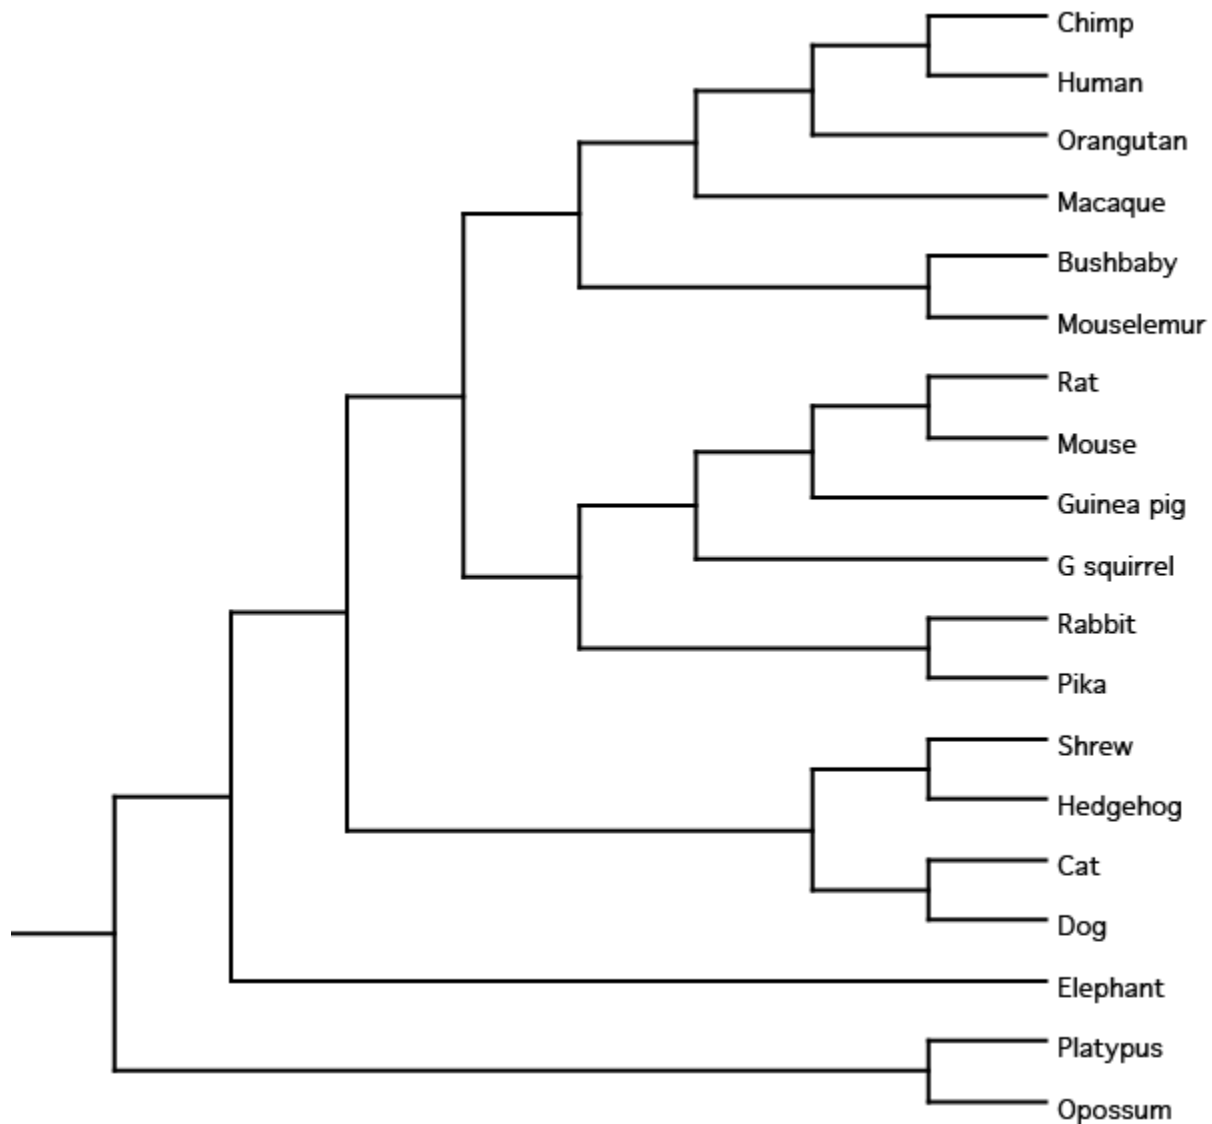 Chimp
Human
Orangutan
Macaque
Bushbaby
Mouselemur
Rat
Mouse
Guinea pig
G squirrel
Rabbit
Pika
Shrew
Hedgehog
Cat
Dog
Elephant
Platypus
Opossum